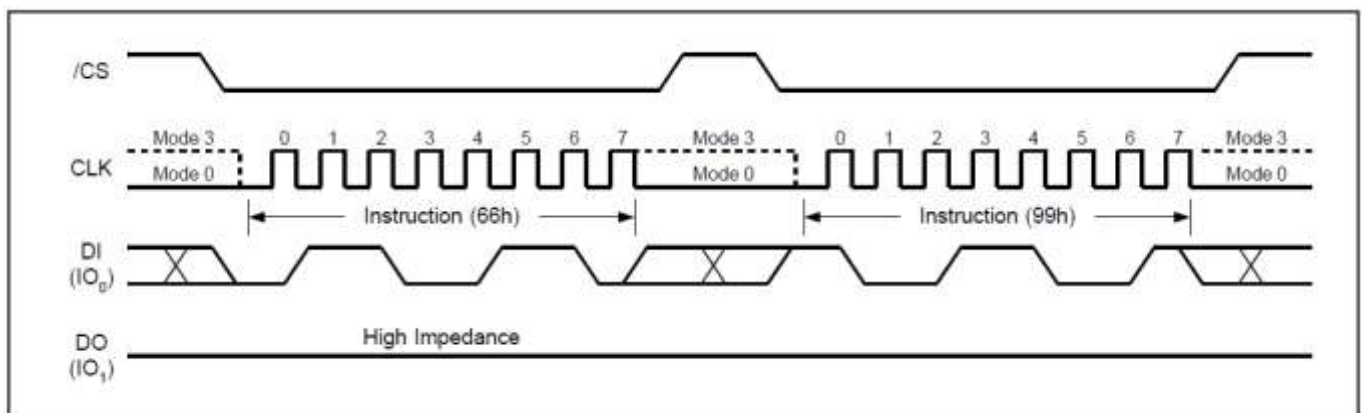 /CS
Mode 3 0 1 2 3 4 5 6 7 Mode 3 0 1 2 3 4 5 6 7 Mode 3
CLK
Mode 0 Mode 0 Mode 0
Instruction (66h) Instruction (99h)
DI
(IO0)
High Impedance
DO
(IO1)